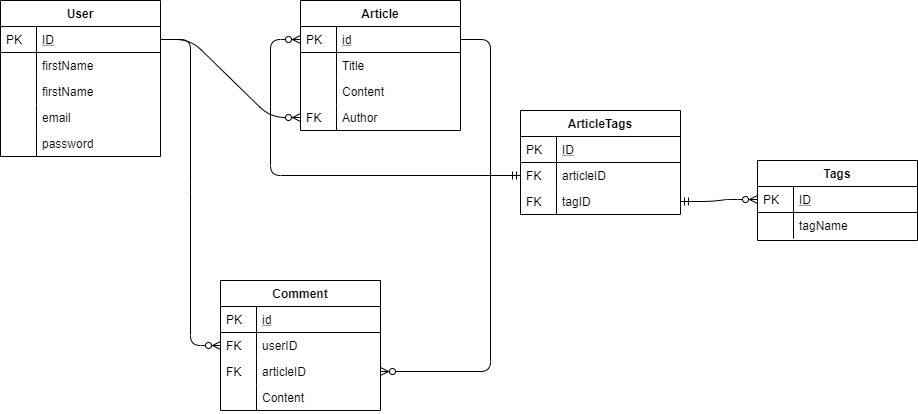 User
PK ID
firstName
firstName
email
password
Article
PK id
Title
Content
FK Author
ArticleTags
PK ID
FK articleID
FK tagID
Tags
PK ID
tagName
Comment
PK id
FK userID
FK articleID
Content